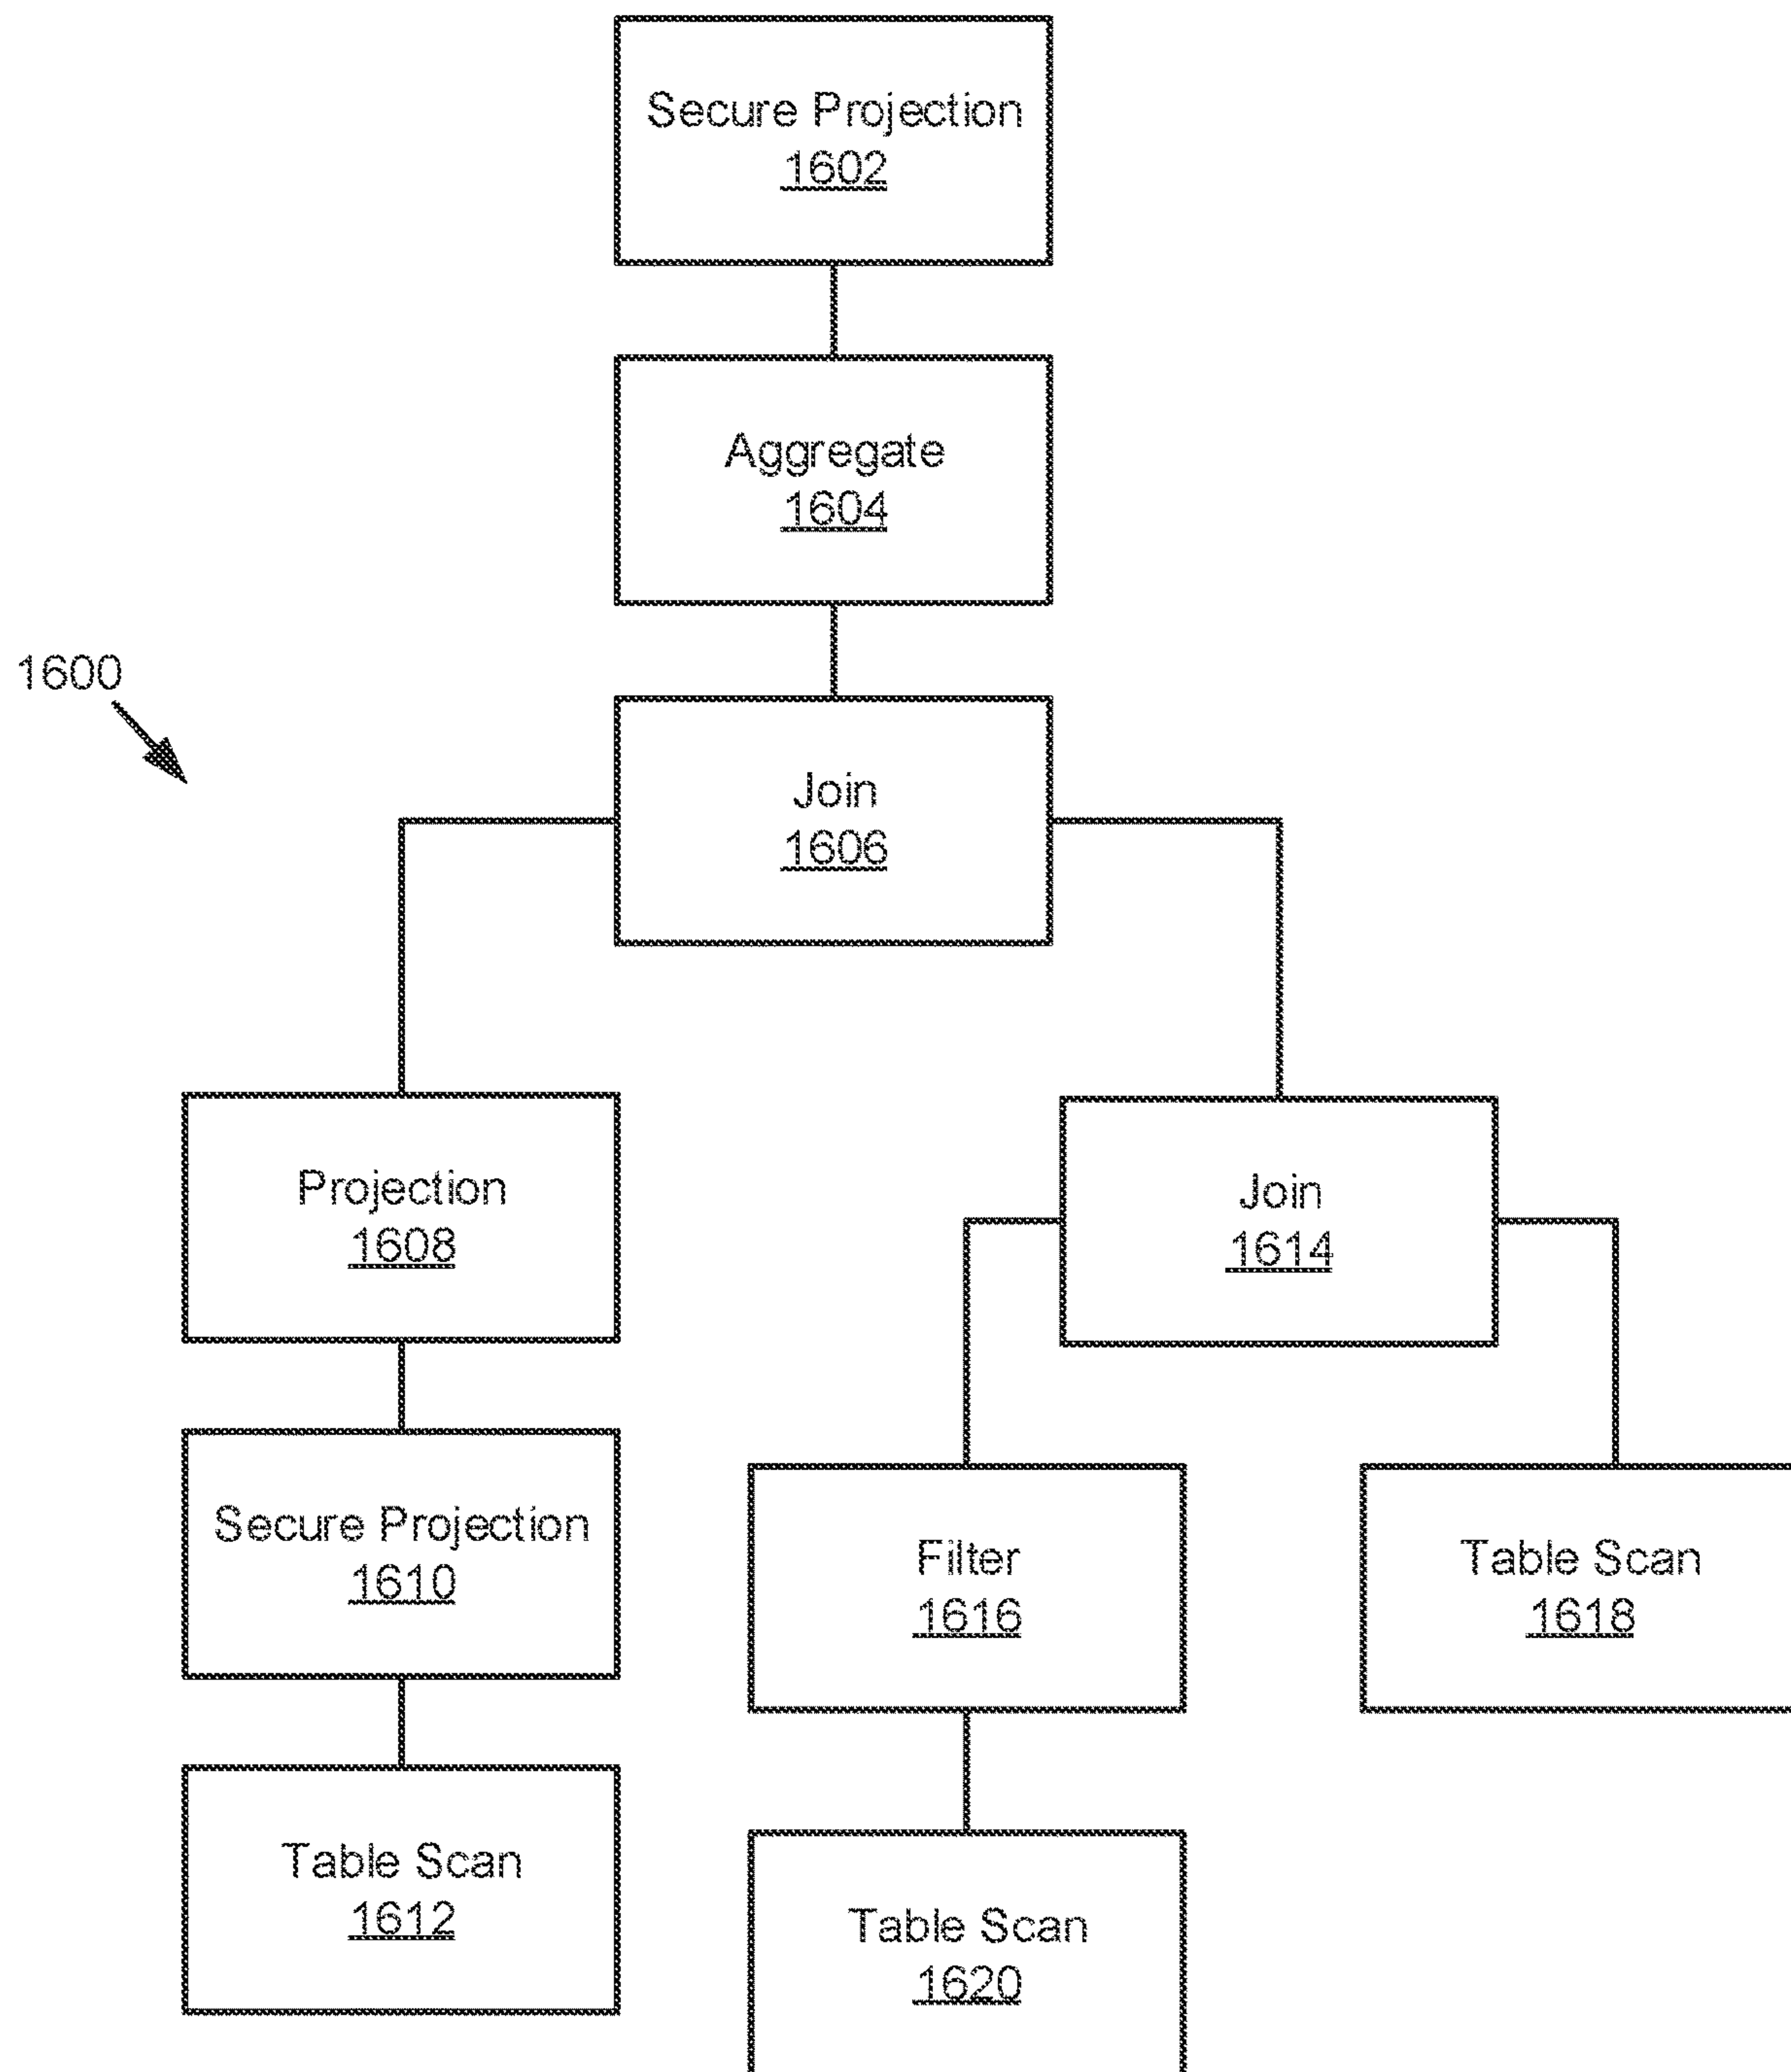 Secure Projection
1602
Aggregate
1604
1600
Join
1606
Projection
1608
Join
1614
Secure Projection
1610
Filter
1616
Table Scan
1618
Table Scan
1612
Table Scan
1620